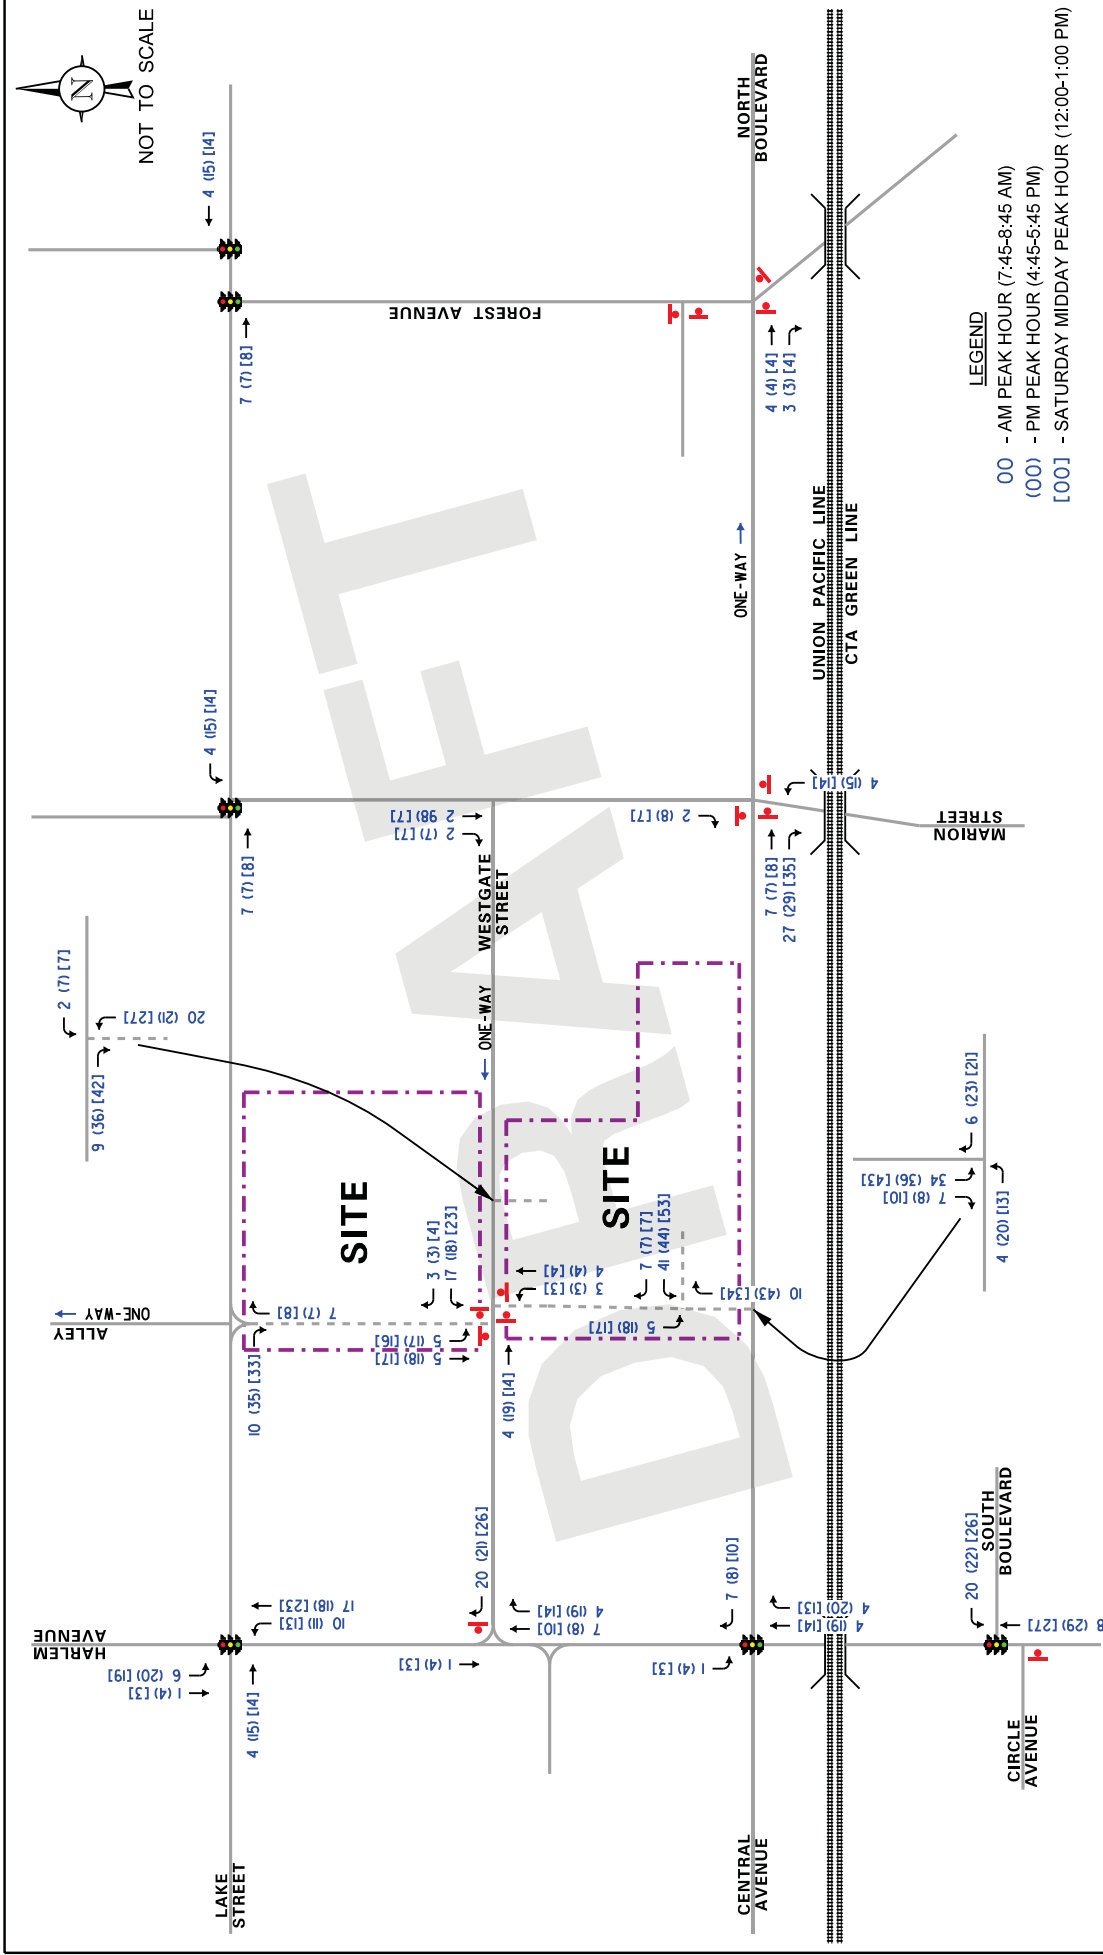 N
NOT TO SCALE
4 (15) [14]
7 (7) [8]
FOREST AVENUE
NORTH
BOULEVARD
4 (4) [4]
3 (3) [4]
LEGEND
00 - AM PEAK HOUR (7:45-8:45 AM)
(00) - PM PEAK HOUR (4:45-5:45 PM)
[00] - SATURDAY MIDDAY PEAK HOUR (12:00-1:00 PM)
ONE-WAY
UNION PACIFIC LINE
CTA GREEN LINE
DRAFT
4 (15) [14]
7 (7) [8]
2 98) [7]
2 (7) [7]
WESTGATE
STREET
ONE-WAY
2 (8) [7]
4 (15) [14]
7 (7) [8]
27 (29) [35]
MARION
STREET
2 (7) [7]
9 (36) [42]
20 (21) [27]
SITE
SITE
ALLEY
ONE-WAY
7 (7) [8]
10 (35) [33]
3 (3) [4]
17 (18) [23]
5 (17) [16]
5 (18) [17]
4 (4) [4]
3 (3) [3]
4 (19) [14]
7 (7) [7]
41 (44) [53]
5 (18) [17]
10 (43) [34]
6 (23) [21]
34 (36) [43]
7 (8) [10]
4 (20) [13]
HARLEM
AVENUE
6 (20) [19]
1 (4) [3]
17 (18) [23]
10 (11) [13]
4 (15) [14]
LAKE
STREET
20 (21) [26]
4 (19) [14]
7 (8) [10]
1 (4) [3]
7 (8) [10]
1 (4) [3]
4 (20) [13]
4 (19) [14]
CENTRAL
AVENUE
20 (22) [26]
SOUTH
BOULEVARD
8 (29) [27]
CIRCLE
AVENUE